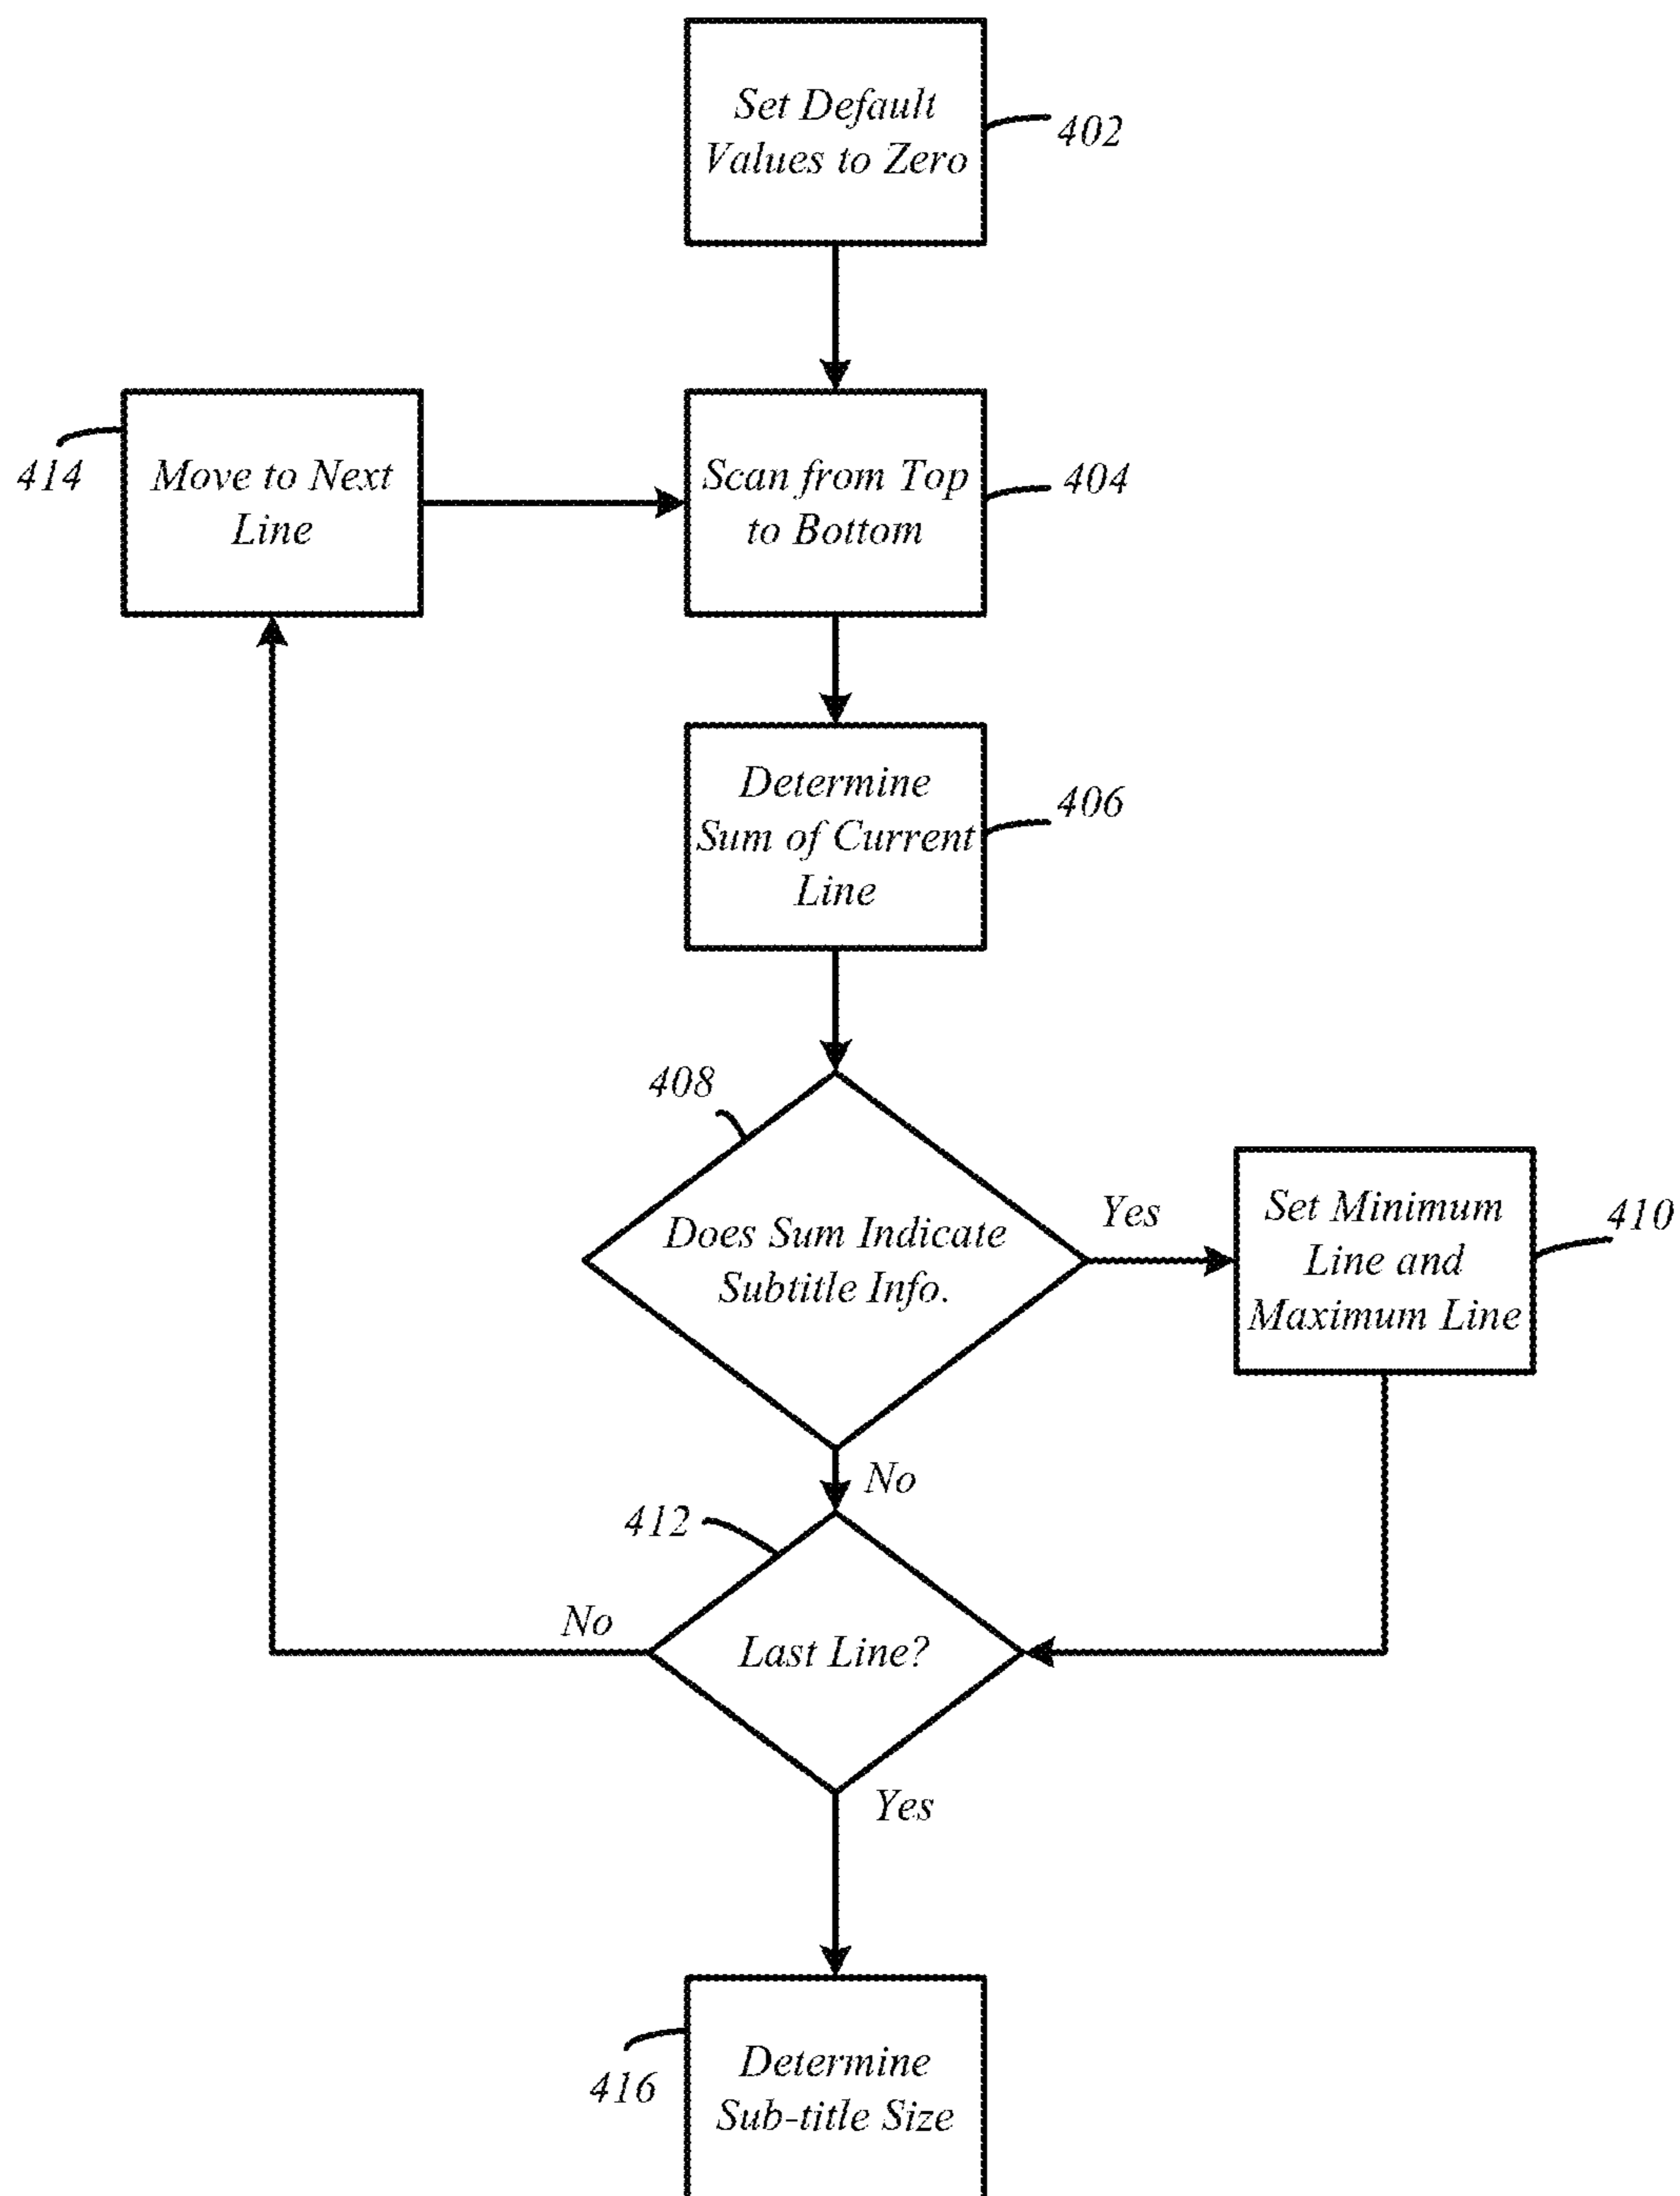 Set Default
Values to Zero
402
414
Move to Next
Line
Scan from Top
to Bottom
404
Determine
Sum of Current
Line
406
408
Does Sum Indicate
Subtitle Info.
Yes
Set Minimum
Line and
Maximum Line
410
No
412
No
Last Line?
Yes
416
Determine
Sub-title Size